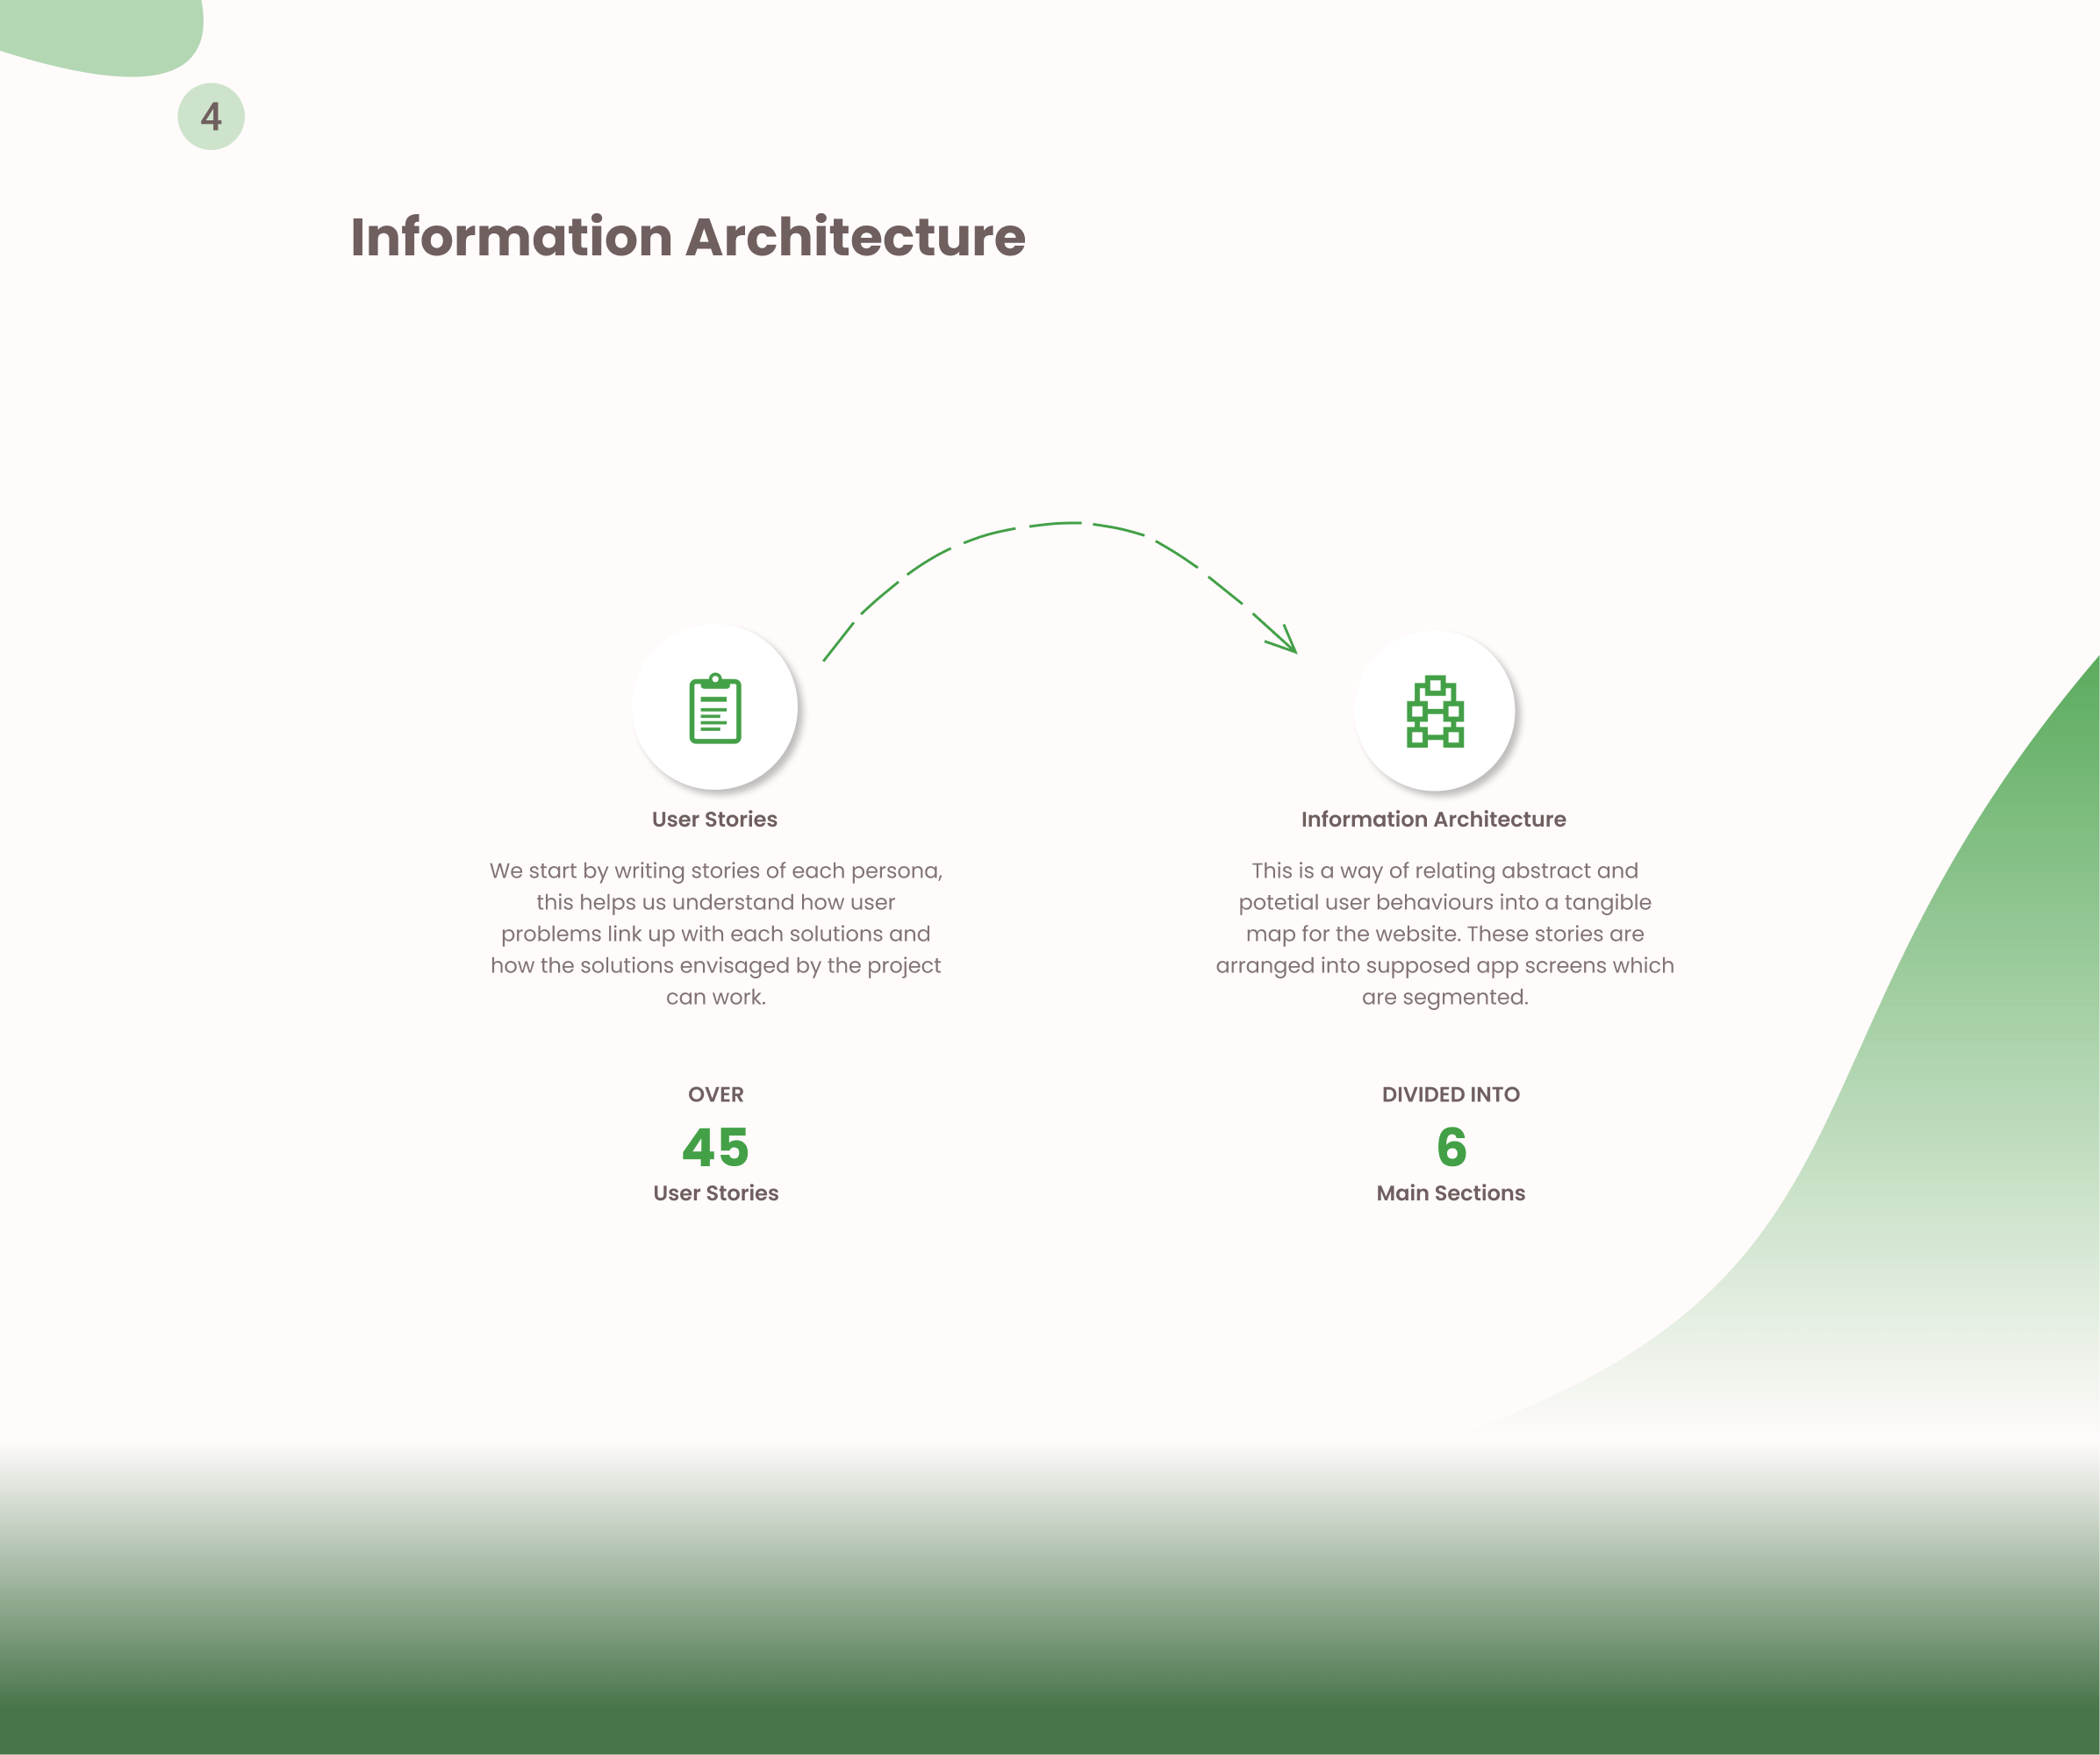 4
Information Architecture
User Stories
We start by writing stories of each persona,
this helps us understand how user
problems link up with each solutions and
how the solutions envisaged by the project
can work.
OVER
45
User Stories
Information Architecture
This is a way of relating abstract and
potetial user behaviours into a tangible
map for the website. These stories are
arranged into supposed app screens which
are segmented.
DIVIDED INTO
6
Main Sections